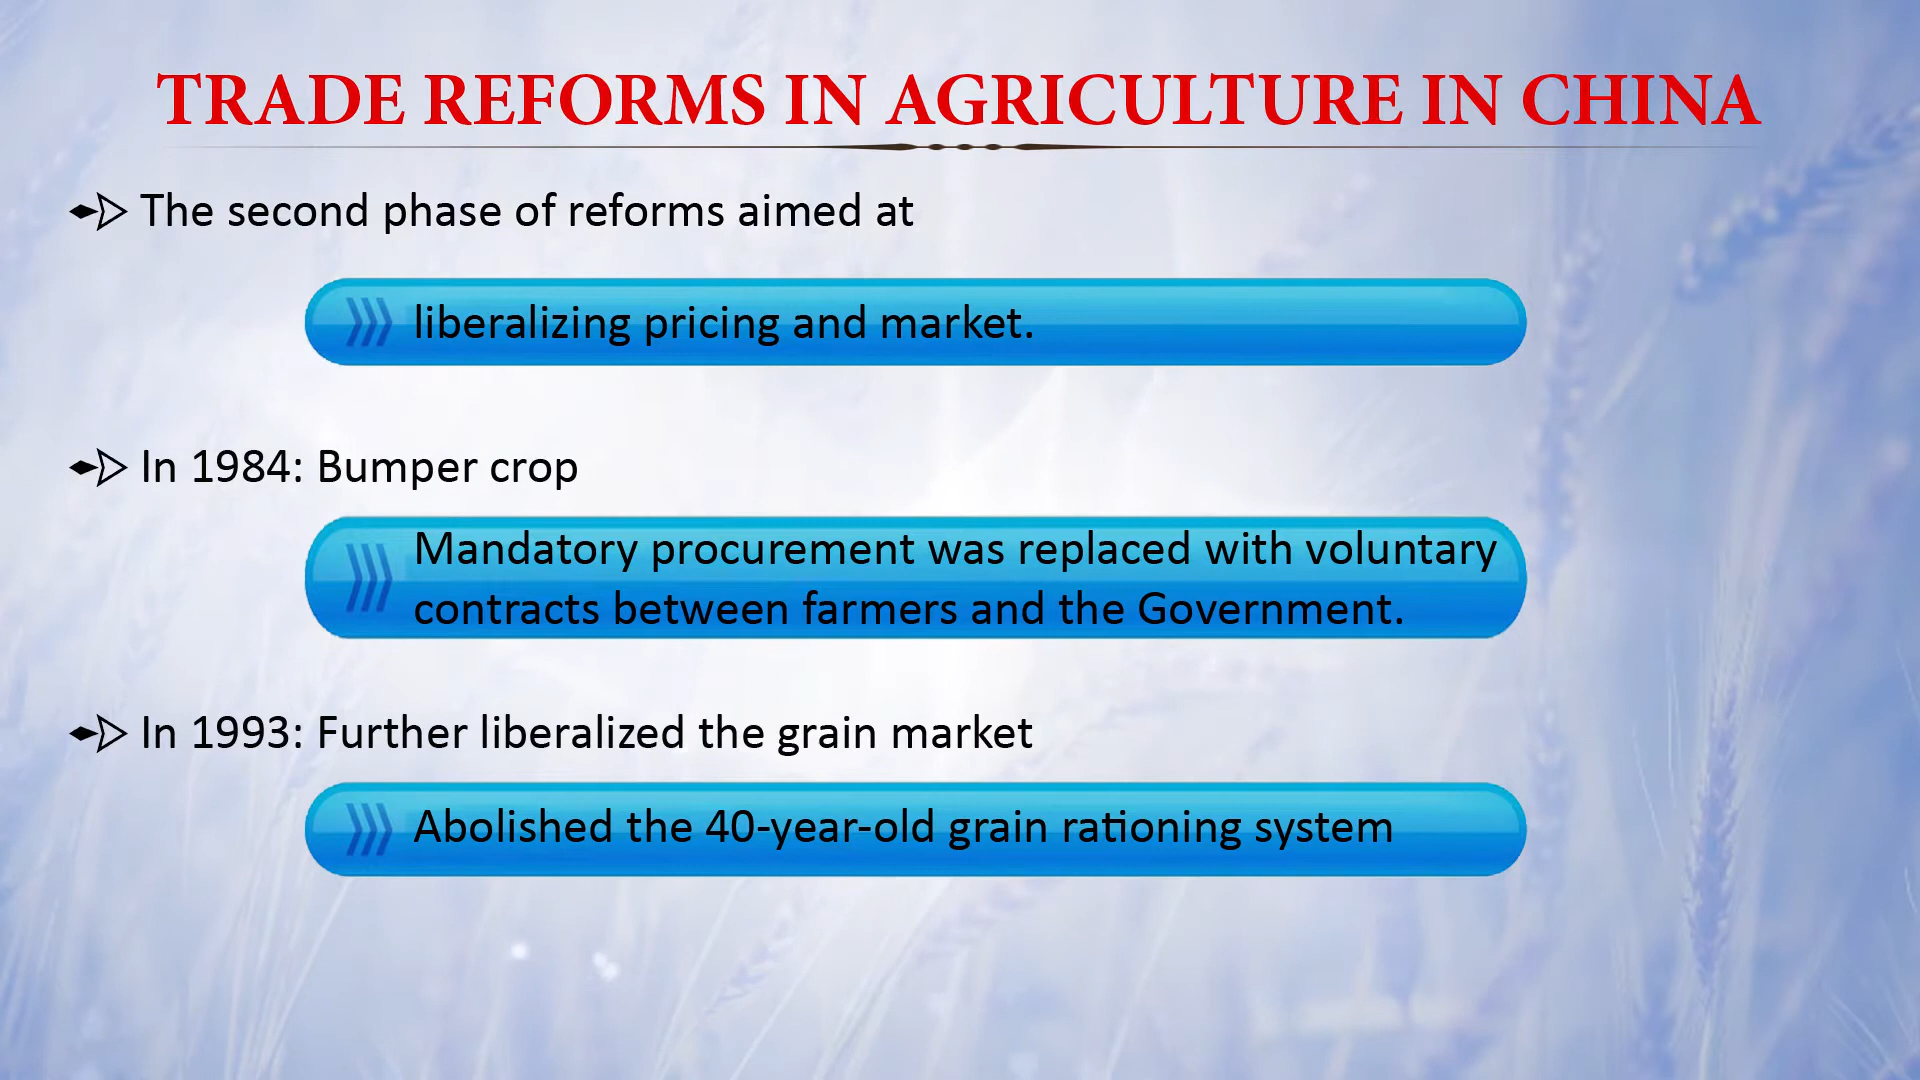 TRADE REFORMS IN AGRICULTURE IN CHINA
The second phase of reforms aimed at
liberalizing pricing and market.
In 1984: Bumper crop
Mandatory procurement was replaced with voluntary
contracts between farmers and the Government.
In 1993: Further liberalized the grain market
Abolished the 40-year-old grain rationing system